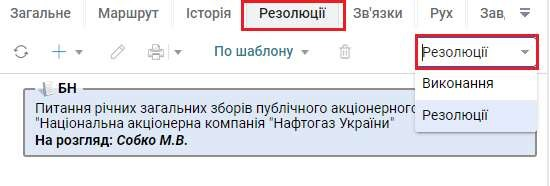 Загальне Маршрут Історія Резолюції Зв'язки Рух Зав
По шаблону Резолюції
Виконання
Резолюції
БН
Питання річних загальних зборів публічного акціонерного
"Національна акціонерна компанія "Нафтогаз України"
На розгляд: Собко М.В.